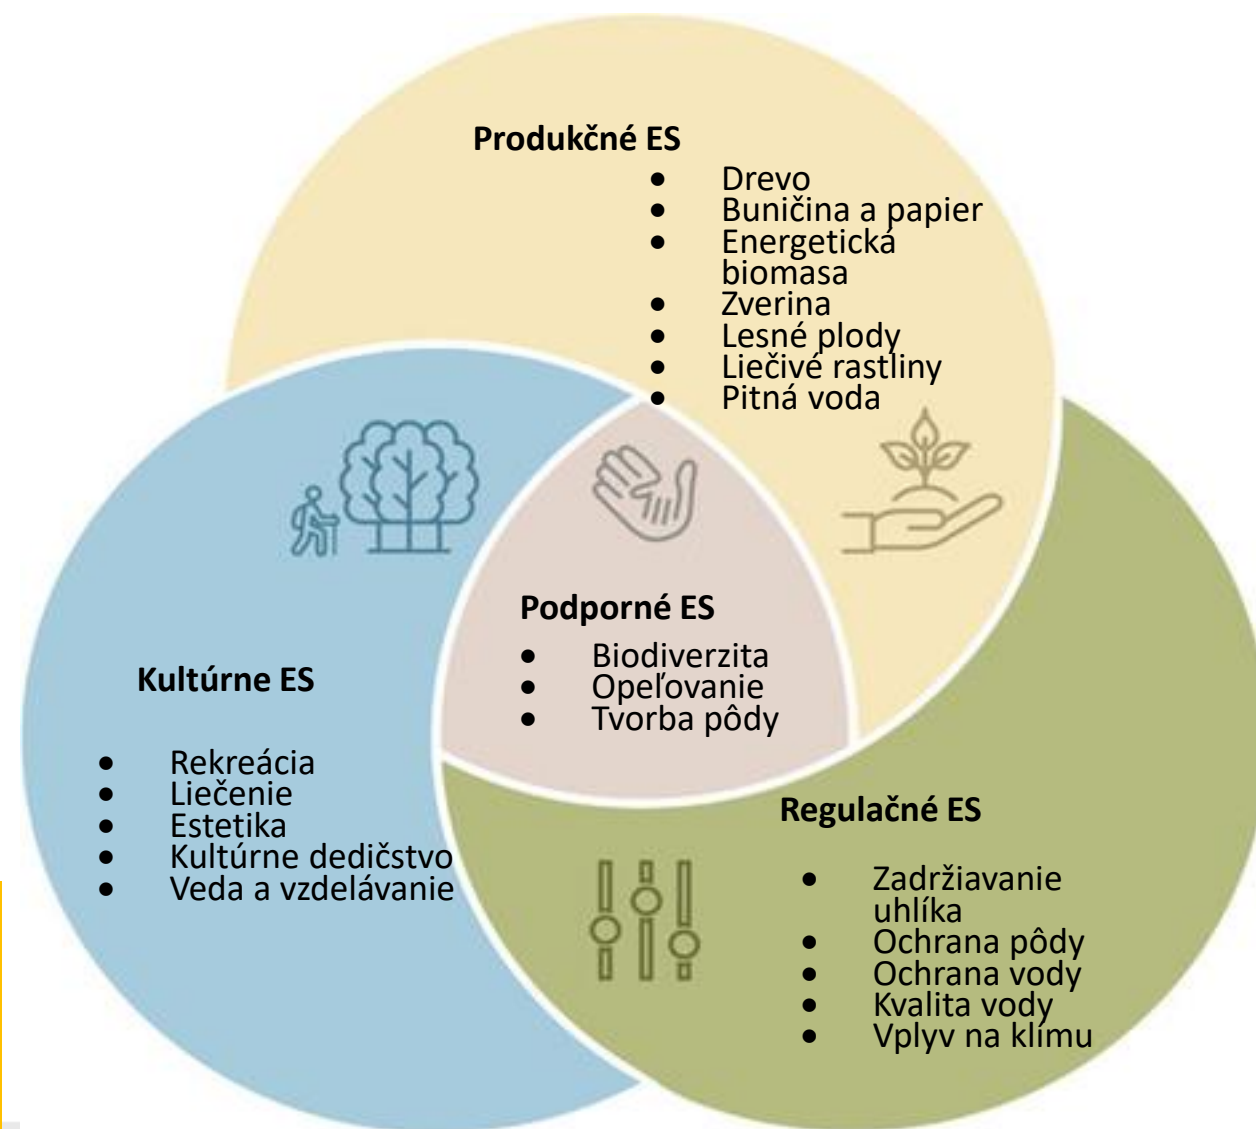 Produkčné ES
• Drevo
• Buničina a papier
• Energetická
biomasa
• Zverina
• Lesné plody
• Liečivé rastliny
• Pitná voda
Podporné ES
• Biodiverzita
• Opeľovanie
• Tvorba pôdy
Kultúrne ES
• Rekreácia
• Liečenie
• Estetika
• Kultúrne dedičstvo
• Veda a vzdelávanie
Regulačné ES
• Zadržiavanie
uhlíka
• Ochrana pôdy
• Ochrana vody
• Kvalita vody
• Vplyv na klímu